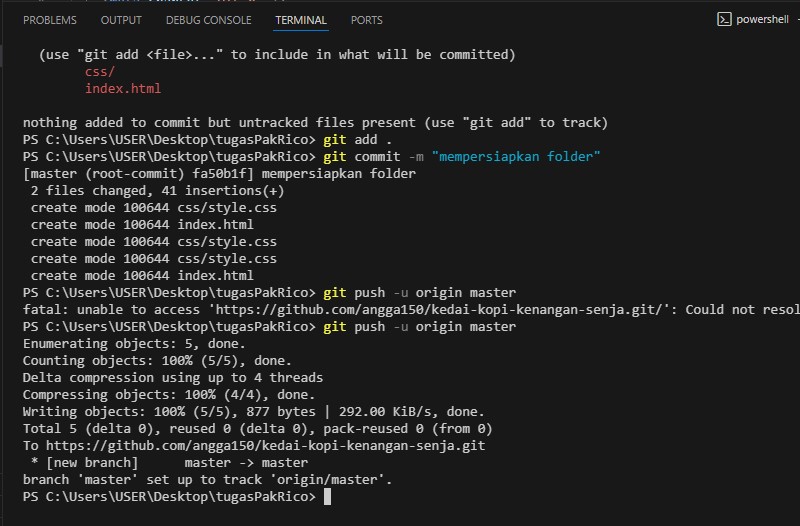 PROBLEMS OUTPUT DEBUG CONSOLE TERMINAL PORTS powershell
(use "git add <file>..." to include in what will be committed)
css/
index.html
nothing added to commit but untracked files present (use "git add" to track)
PS C:\Users\USER\Desktop\tugasPakRico> git add .
PS C:\Users\USER\Desktop\tugasPakRico> git commit -m "mempersiapkan folder"
[master (root-commit) fa50b1f] mempersiapkan folder
2 files changed, 41 insertions(+)
create mode 100644 css/style.css
create mode 100644 index.html
create mode 100644 css/style.css
create mode 100644 css/style.css
create mode 100644 index.html
PS C:\Users\USER\Desktop\tugasPakRico> git push -u origin master
fatal: unable to access 'https://github.com/angga150/kedai-kopi-kenangan-senja.git/': Could not resol
PS C:\Users\USER\Desktop\tugasPakRico> git push -u origin master
Enumerating objects: 5, done.
Counting objects: 100% (5/5), done.
Delta compression using up to 4 threads
Compressing objects: 100% (4/4), done.
Writing objects: 100% (5/5), 877 bytes | 292.00 KiB/s, done.
Total 5 (delta 0), reused 0 (delta 0), pack-reused 0 (from 0)
To https://github.com/angga150/kedai-kopi-kenangan-senja.git
* [new branch] master -> master
branch 'master' set up to track 'origin/master'.
PS C:\Users\USER\Desktop\tugasPakRico>